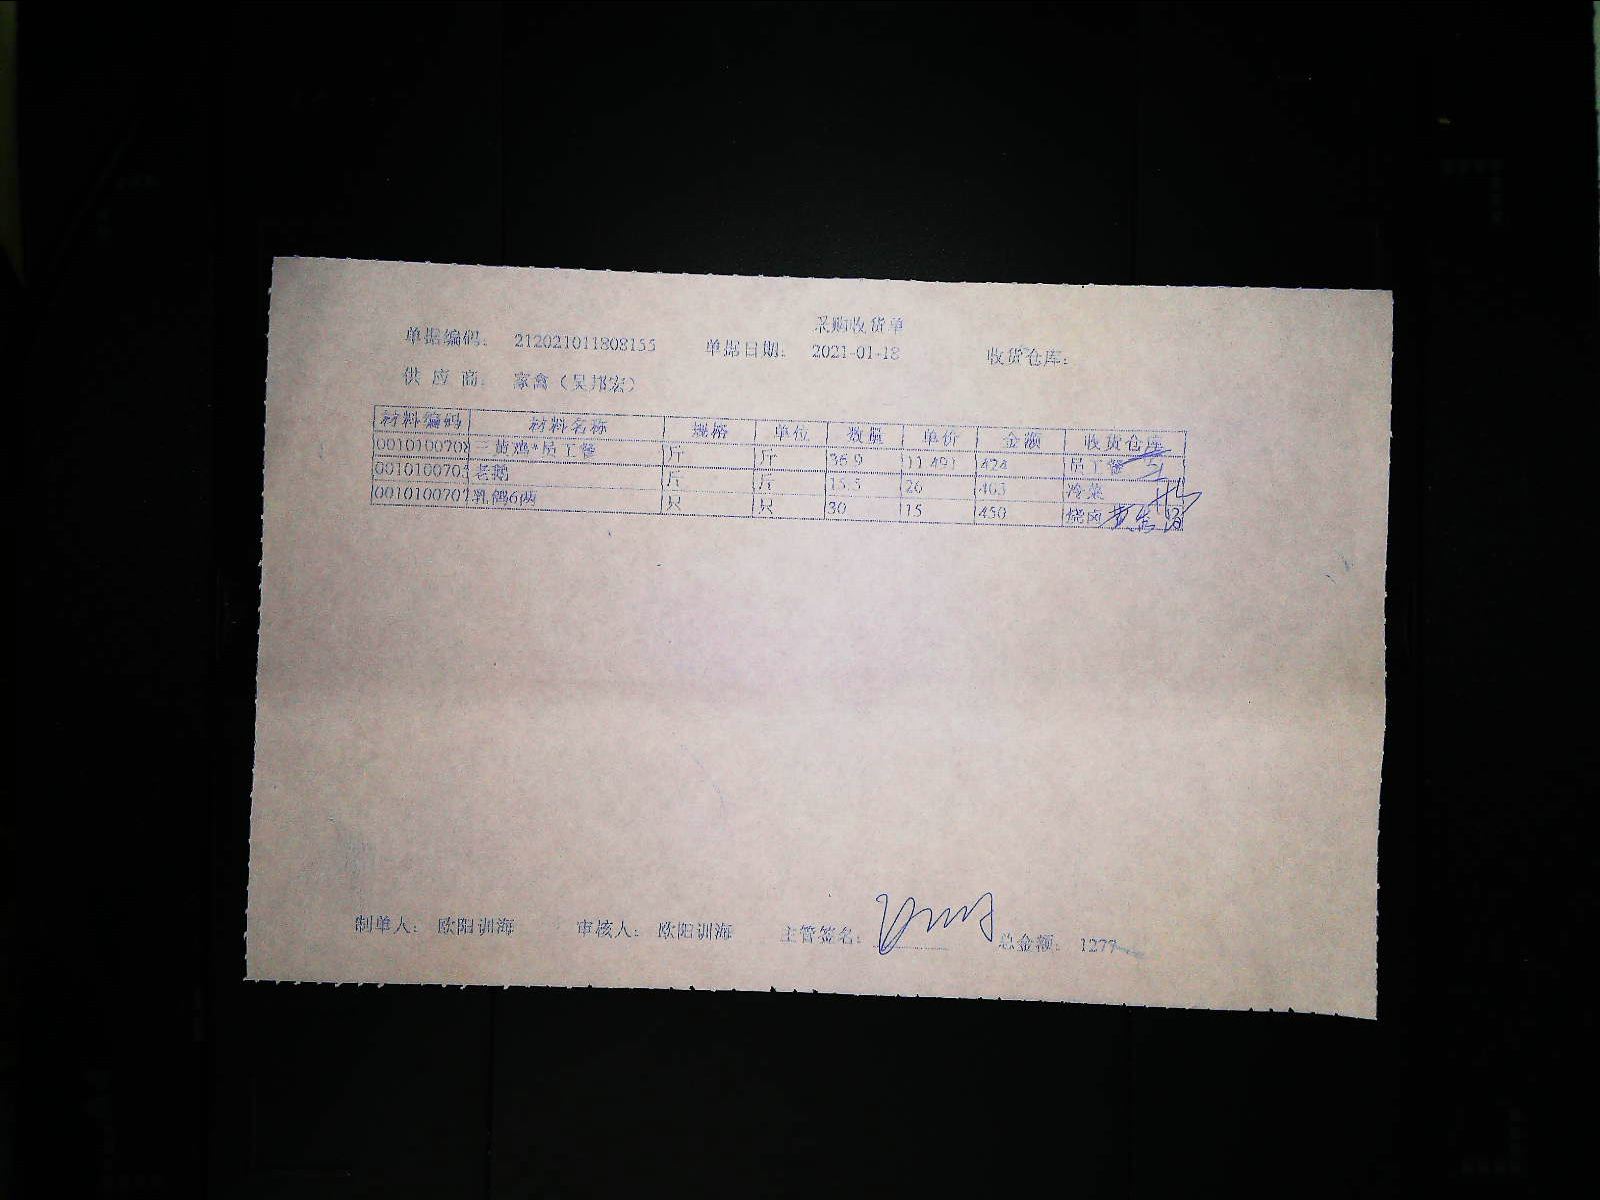 采购收货单
单据编码： 212021011808155 单据日期： 2021-01-18 收货仓库：
供 应 商： 家禽（吴邦宏）
材料编码 材料名称 规格 单位 数量 单价 金额 收货仓库
0010100708 三黄鸡*员工餐 斤 斤 36.9 11.491 424 员工餐
001010070 老鹅 斤 斤 15.5 26 403 冷菜
001010070 乳鸽6两 只 只 30 15 450 烧卤
制单人： 欧阳训海 审核人： 欧阳训海 主管签名： 总金额： 1277